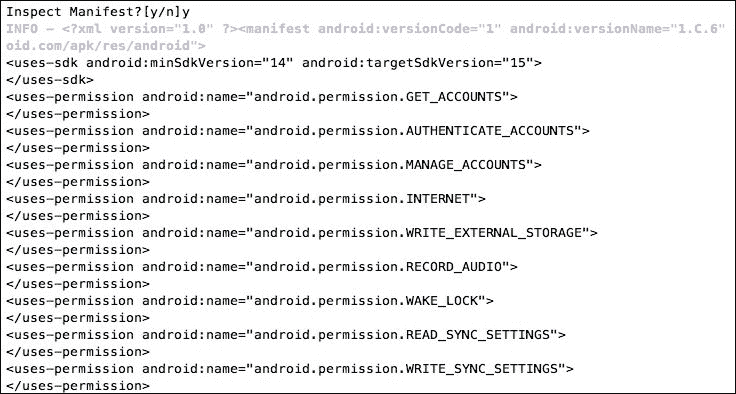 Inspect Manifest?[y/n]y
INFO – <?xml version="1.0" ?><manifest android:versionCode="1" android:versionName="1.C.6"
oid.com/apk/res/android">
<uses-sdk android:minSdkVersion="14" android:targetSdkVersion="15">
</uses-sdk>
<uses-permission android:name="android.permission.GET_ACCOUNTS">
</uses-permission>
<uses-permission android:name="android.permission.AUTHENTICATE_ACCOUNTS">
</uses-permission>
<uses-permission android:name="android.permission.MANAGE_ACCOUNTS">
</uses-permission>
<uses-permission android:name="android.permission.INTERNET">
</uses-permission>
<uses-permission android:name="android.permission.WRITE_EXTERNAL_STORAGE">
</uses-permission>
<uses-permission android:name="android.permission.RECORD_AUDIO">
</uses-permission>
<uses-permission android:name="android.permission.WAKE_LOCK">
</uses-permission>
<uses-permission android:name="android.permission.READ_SYNC_SETTINGS">
</uses-permission>
<uses-permission android:name="android.permission.WRITE_SYNC_SETTINGS">
</uses-permission>